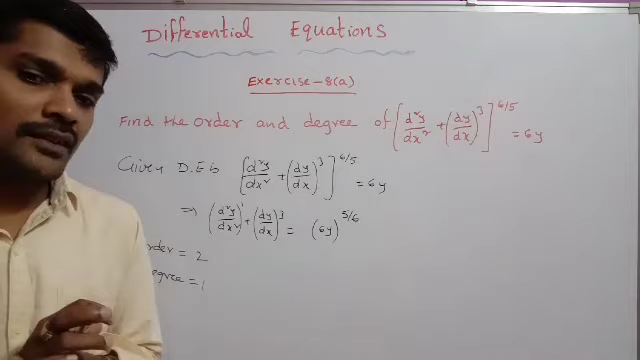 Differential Equations
Exercise-8(a)
Find the order and degree of [d²y/dx² + (dy/dx)³]^6/5 = 6y
Given D.E is [d²y/dx² + (dy/dx)³]^6/5 = 6y
⇒ (d²y/dx²)¹ + (dy/dx)³ = (6y)^5/6
rder = 2
egree = 1